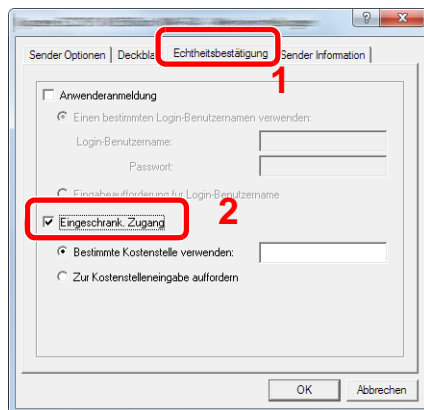 Sender Optionen Deckbla Echtheitsbestätigung Sender Information
1
Anwenderanmeldung
Einen bestimmten Login-Benutzernamen verwenden:
Login-Benutzername:
Passwort:
Eingabeaufforderung für Login-Benutzername
2
Eingeschränk. Zugang
Bestimmte Kostenstelle verwenden:
Zur Kostenstelleneingabe auffordern
OK Abbrechen